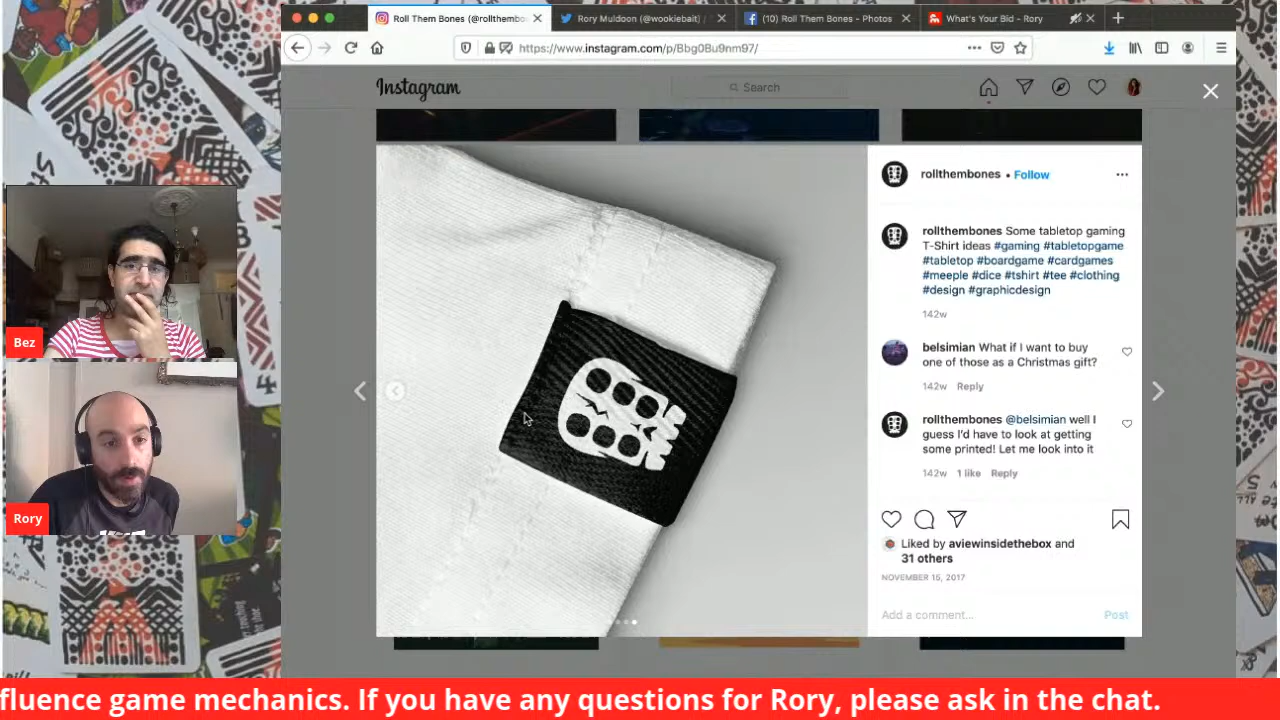 Roll Them Bones (@rollthembo
Rory Muldoon (@wookiebait) /
(10) Roll Them Bones - Photos
What's Your Bid - Rory
https://www.instagram.com/p/Bbg0Bu9nm97/
Instagram
Search
rollthembones • Follow
rollthembones Some tabletop gaming
T-Shirt ideas #gaming #tabletopgame
#tabletop #boardgame #cardgames
#meeple #dice #tshirt #tee #clothing
#design #graphicdesign
142w
belsimian What if I want to buy
one of those as a Christmas gift?
142w Reply
rollthembones @belsimian well I
guess I'd have to look at getting
some printed! Let me look into it
142w 1 like Reply
Liked by aviewinsidethebox and
31 others
NOVEMBER 15, 2017
Add a comment...
Post
Bez
Rory
fluence game mechanics. If you have any questions for Rory, please ask in the chat.